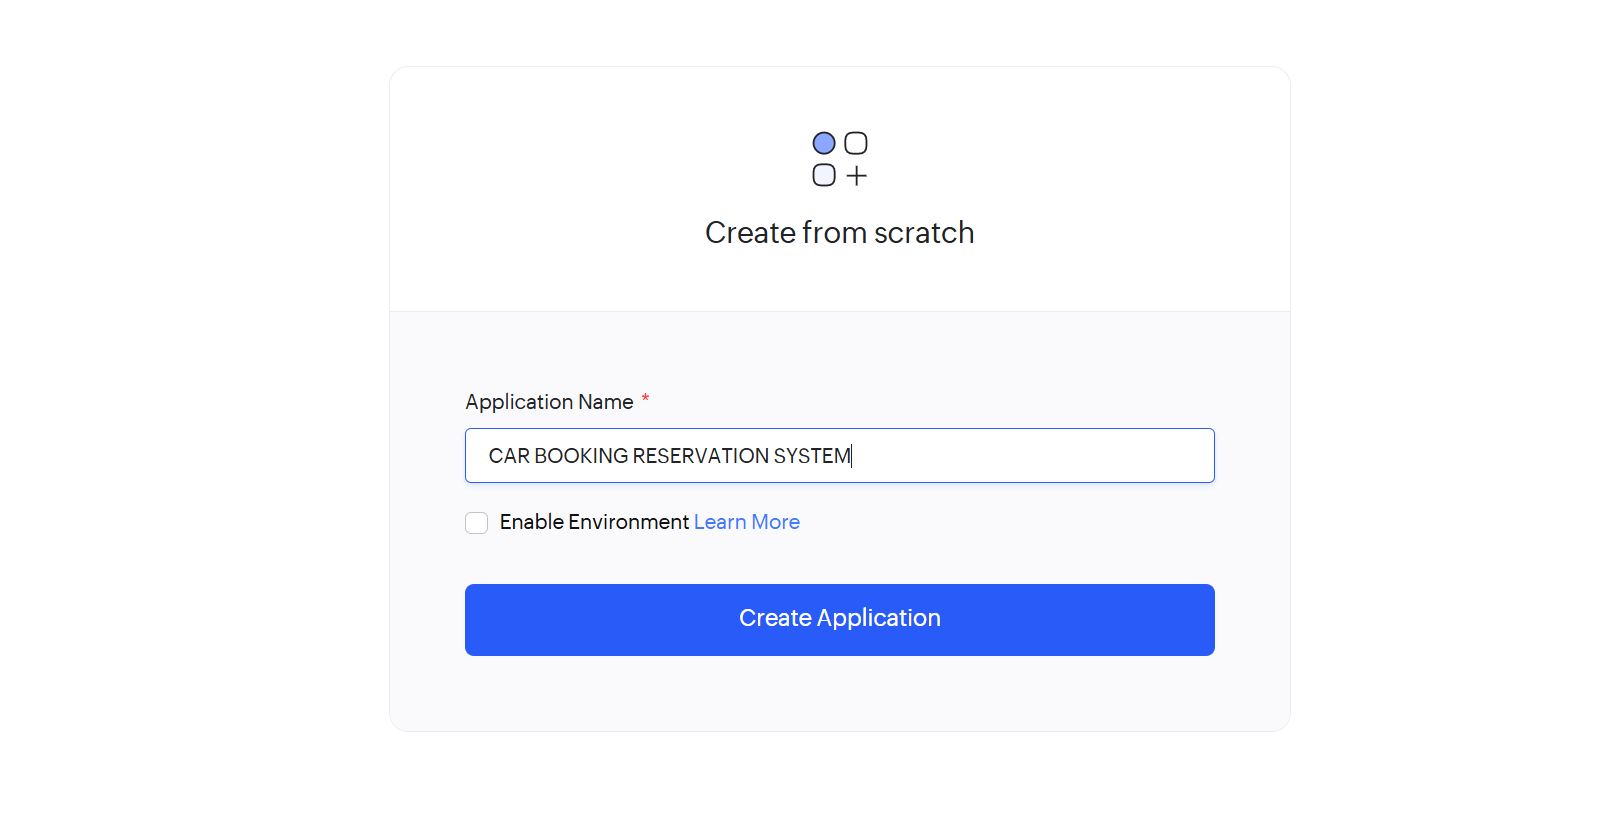 Create from scratch
Application Name *
CAR BOOKING RESERVATION SYSTEM
Enable Environment Learn More
Create Application